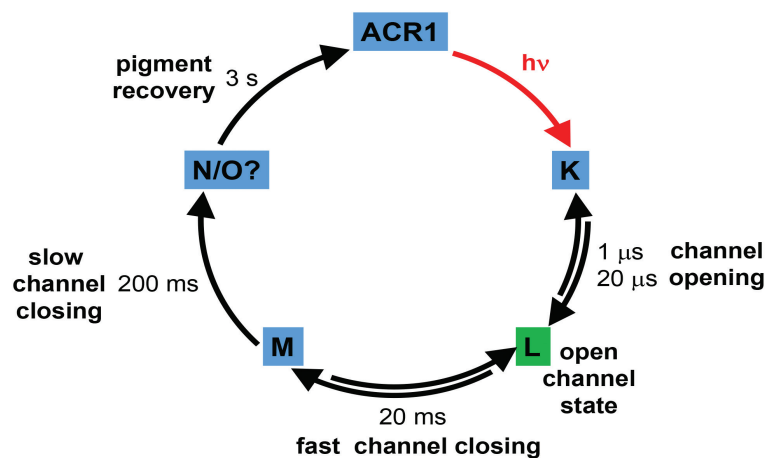 ACR1
hν
pigment
recovery
3 s
N/O?
K
1 μs channel
20 μs opening
slow
channel
closing
200 ms
M
L
open
channel
state
20 ms
fast channel closing